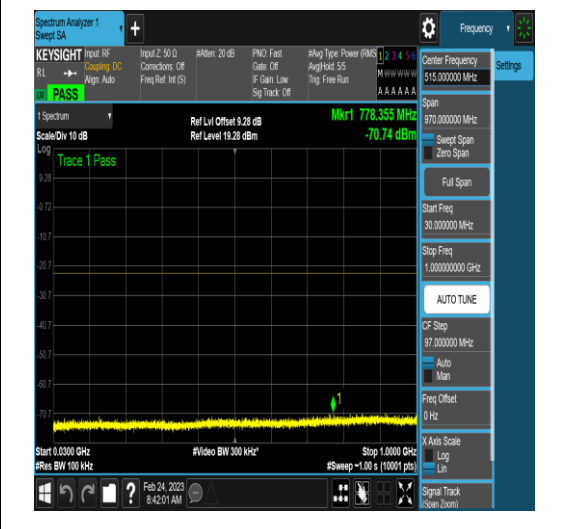 Spectrum Analyzer 1
Swept SA
+
Frequency
KEYSIGHT
RL
PASS
Input: RF
Coupling: DC
Align: Auto
Input Z: 50 Ω
Corrections: Off
Freq Ref: Int (S)
#Atten: 20 dB
PNO: Fast
Gate: Off
IF Gain: Low
Sig Track: Off
#Avg Type: Power (RMS
Avg|Hold: 5/5
Trig: Free Run
1 2 3 4 5 6
M w w w w w
A A A A A A
Settings
1 Spectrum
Scale/Div 10 dB
Log
Ref Lvl Offset 9.28 dB
Ref Level 19.28 dBm
Mkr1 778.355 MHz
-70.74 dBm
Trace 1 Pass
9.28
-0.72
-10.7
-20.7
-30.7
-40.7
-50.7
-60.7
-70.7
1
Start 0.0300 GHz
#Res BW 100 kHz
#Video BW 300 kHz*
Stop 1.0000 GHz
#Sweep ~1.00 s (10001 pts)
Center Frequency
515.000000 MHz
Span
970.000000 MHz
Swept Span
Zero Span
Full Span
Start Freq
30.000000 MHz
Stop Freq
1.000000000 GHz
AUTO TUNE
CF Step
97.000000 MHz
Auto
Man
Freq Offset
0 Hz
X Axis Scale
Log
Lin
Signal Track
(Span Zoom)
?
Feb 24, 2023
8:42:01 AM